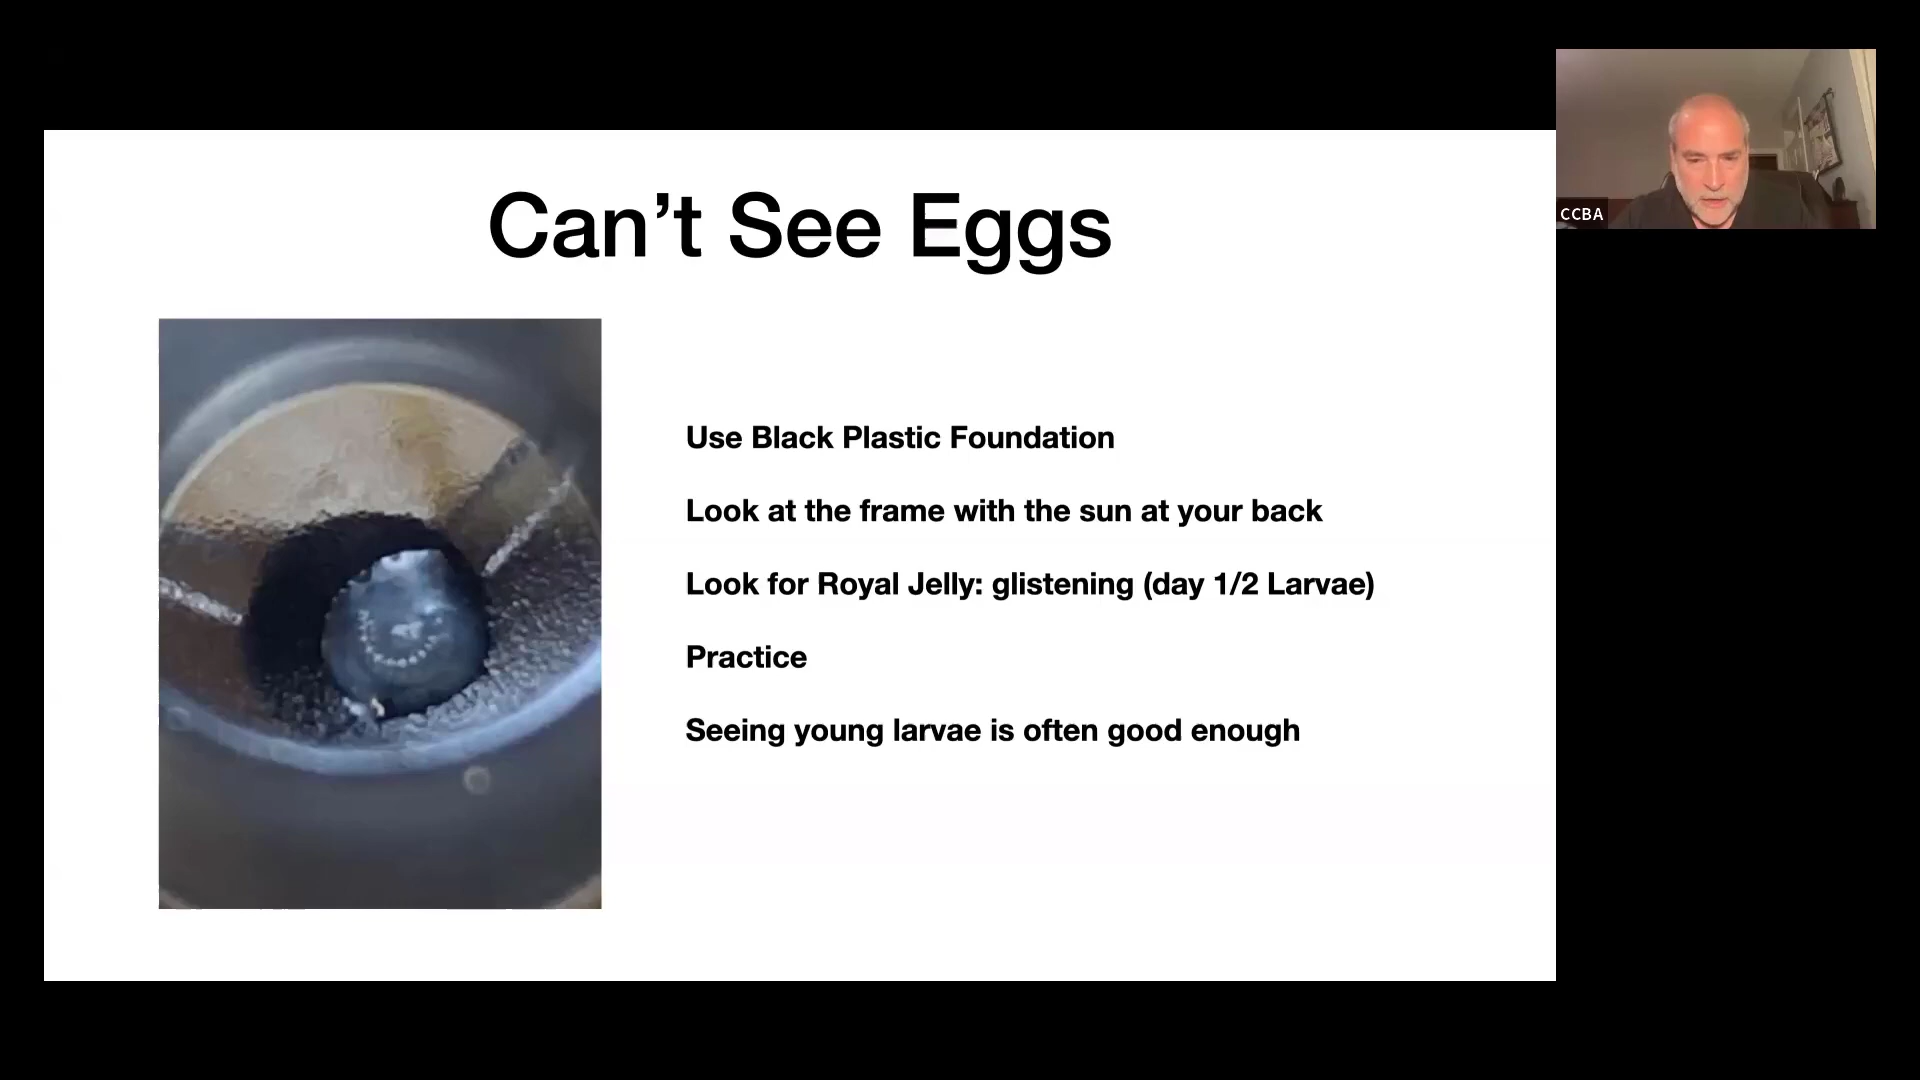 Can’t See Eggs
Use Black Plastic Foundation
Look at the frame with the sun at your back
Look for Royal Jelly: glistening (day 1/2 Larvae)
Practice
Seeing young larvae is often good enough
CCBA